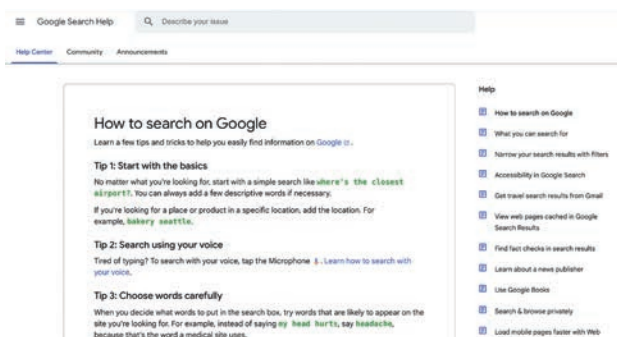 Google Search Help
Describe your issue
Help Center Community Announcements
How to search on Google
Learn a few tips and tricks to help you easily find information on Google
Tip 1: Start with the basics
No matter what you're looking for, start with a simple search like where's the closest
airport?. You can always add a few descriptive words if necessary.
If you're looking for a place or product in a specific location, add the location. For
example, bakery seattle.
Tip 2: Search using your voice
Tired of typing? To search with your voice, tap the Microphone . Learn how to search with
your voice.
Tip 3: Choose words carefully
When you decide what words to put in the search box, try words that are likely to appear on the
site you're looking for. For example, instead of saying my head hurts, say headache,
because that's the word a medical site uses.
Help
How to search on Google
What you can search for
Narrow your search results with filters
Accessibility in Google Search
Get travel search results from Gmail
View web pages cached in Google
Search Results
Find fact checks in search results
Learn about a news publisher
Use Google Books
Search & browse privately
Load mobile pages faster with Web